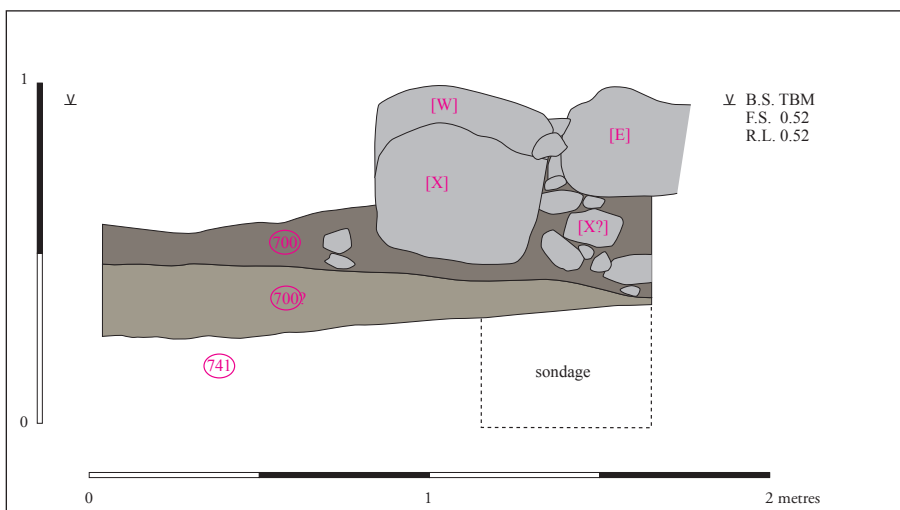 1
B.S. TBM
F.S. 0.52
R.L. 0.52
[W]
[E]
[X]
[X?]
700
700?
741
sondage
0
0
1
2 metres